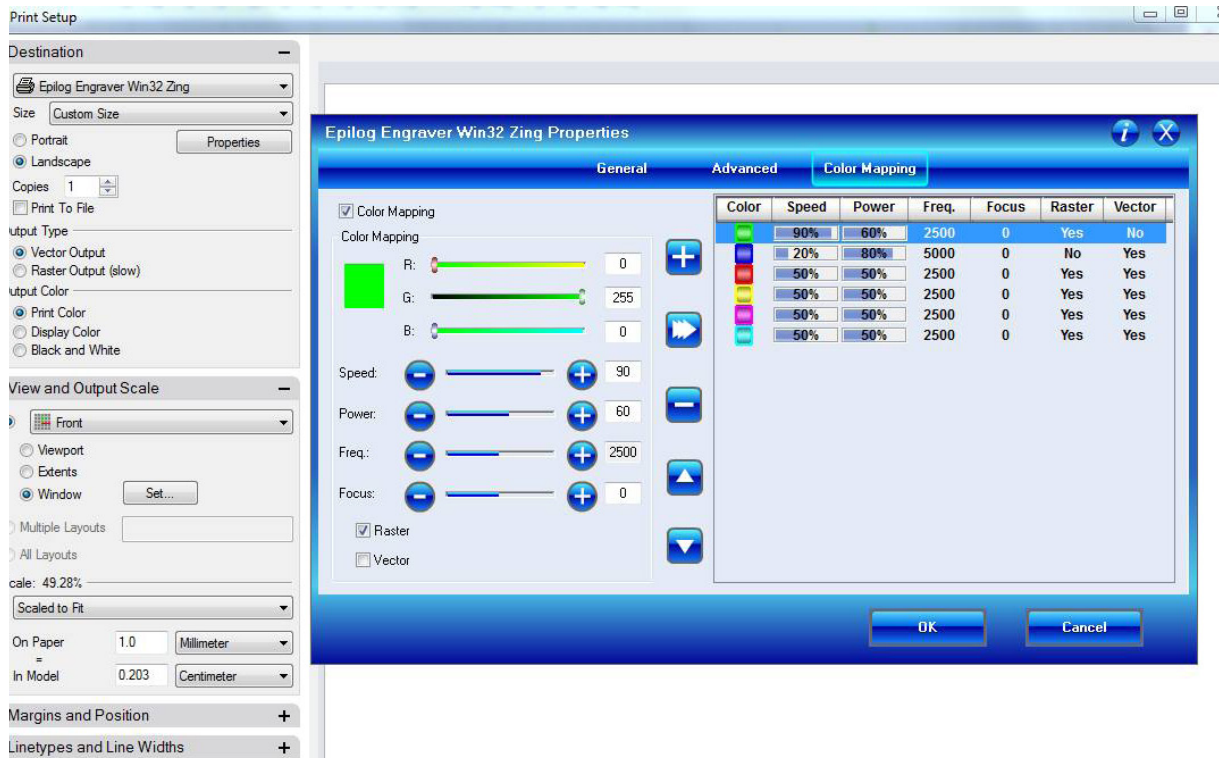 Print Setup
Destination
Epilog Engraver Win32 Zing
Size Custom Size
Portrait
Properties
Landscape
Copies 1
Print To File
utput Type
Vector Output
Raster Output (slow)
utput Color
Print Color
Display Color
Black and White
View and Output Scale
Front
Viewport
Extents
Window Set...
Multiple Layouts
All Layouts
cale: 49.28%
Scaled to Fit
On Paper 1.0 Millimeter
=
In Model 0.203 Centimeter
Margins and Position
Linetypes and Line Widths
Epilog Engraver Win32 Zing Properties
General Advanced Color Mapping
Color Mapping
Color Mapping
R: 0
G: 255
B: 0
Speed: 90
Power: 60
Freq.: 2500
Focus: 0
Raster
Vector
Color Speed Power Freq. Focus Raster Vector
90% 60% 2500 0 Yes No
20% 80% 5000 0 No Yes
50% 50% 2500 0 Yes Yes
50% 50% 2500 0 Yes Yes
50% 50% 2500 0 Yes Yes
50% 50% 2500 0 Yes Yes
OK Cancel